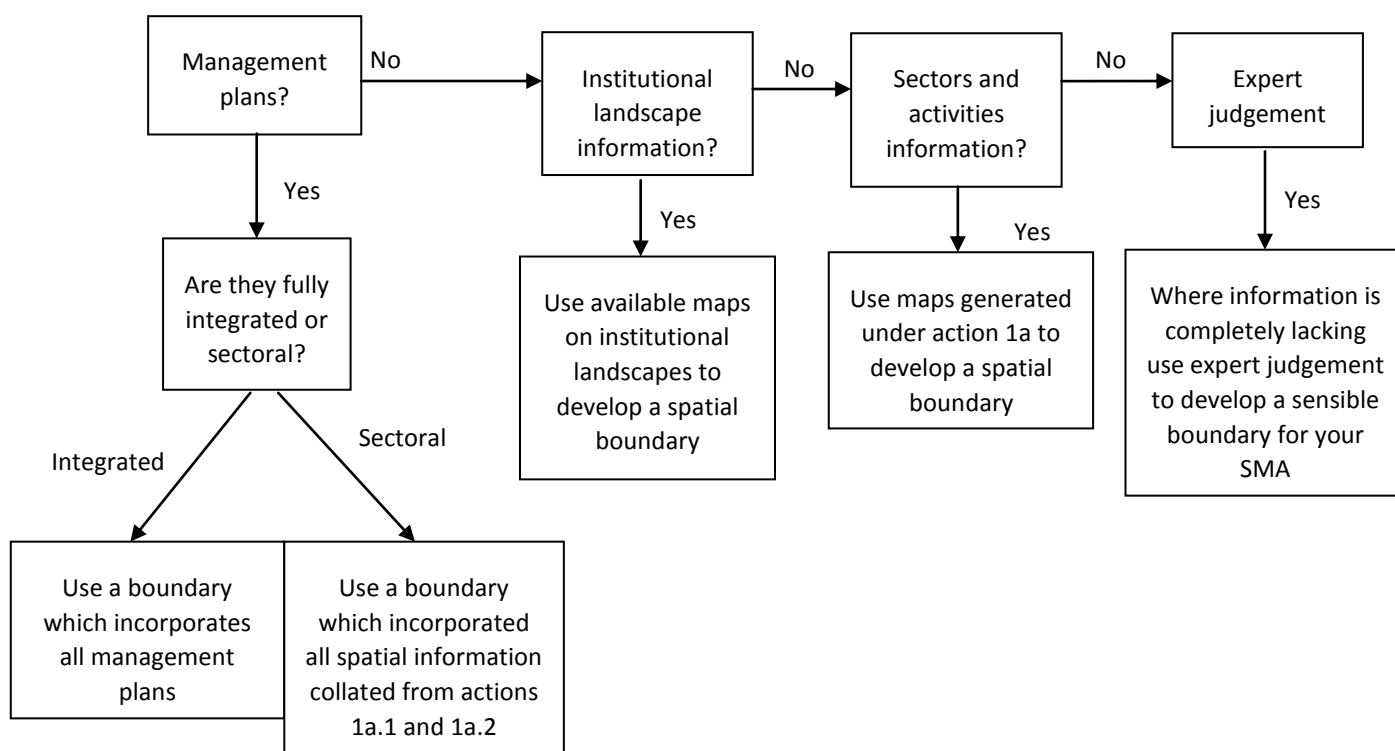 Management
plans?
No
Institutional
landscape
information?
No
Sectors and
activities
information?
No
Expert
judgement
Yes
Yes
Yes
Yes
Are they fully
integrated or
sectoral?
Use available maps
on institutional
landscapes to
develop a spatial
boundary
Use maps generated
under action 1a to
develop a spatial
boundary
Where information is
completely lacking
use expert judgement
to develop a sensible
boundary for your
SMA
Integrated
Sectoral
Use a boundary
which incorporates
all management
plans
Use a boundary
which incorporated
all spatial information
collated from actions
1a.1 and 1a.2